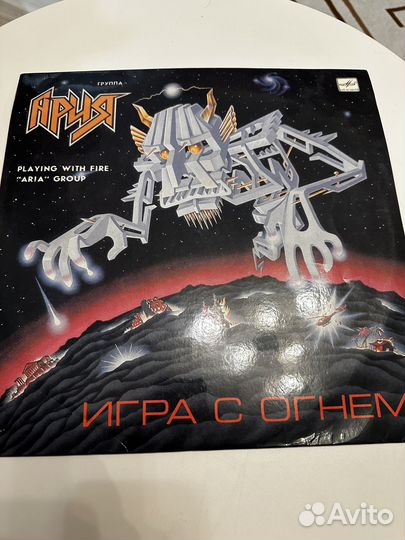 ГРУППА
АРИЯ
PLAYING WITH FIRE
"ARIA" GROUP
ИГРА С ОГНЕМ
Avito